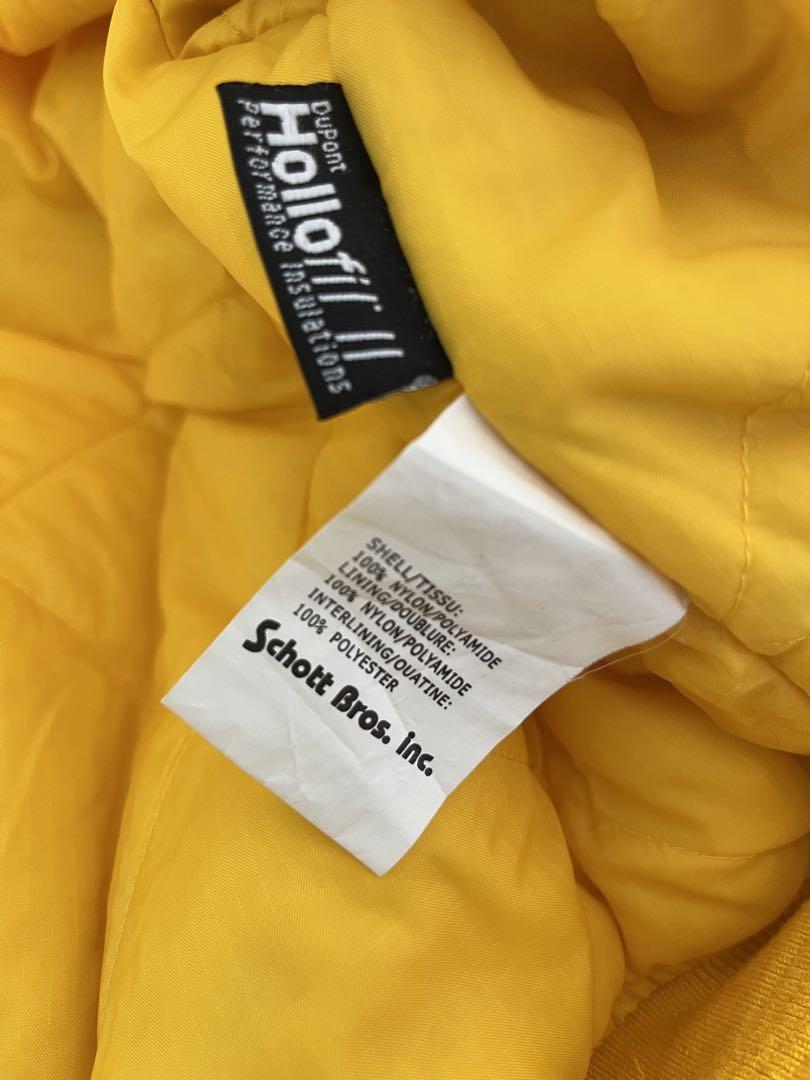 DuPont
Hollofil® II
Performance Insulations
SHELL/TISSU:
100% NYLON/POLYAMIDE
LINING/DOUBLURE:
100% NYLON/POLYAMIDE
INTERLINING/OUATINE:
100% POLYESTER
Schott Bros. inc.